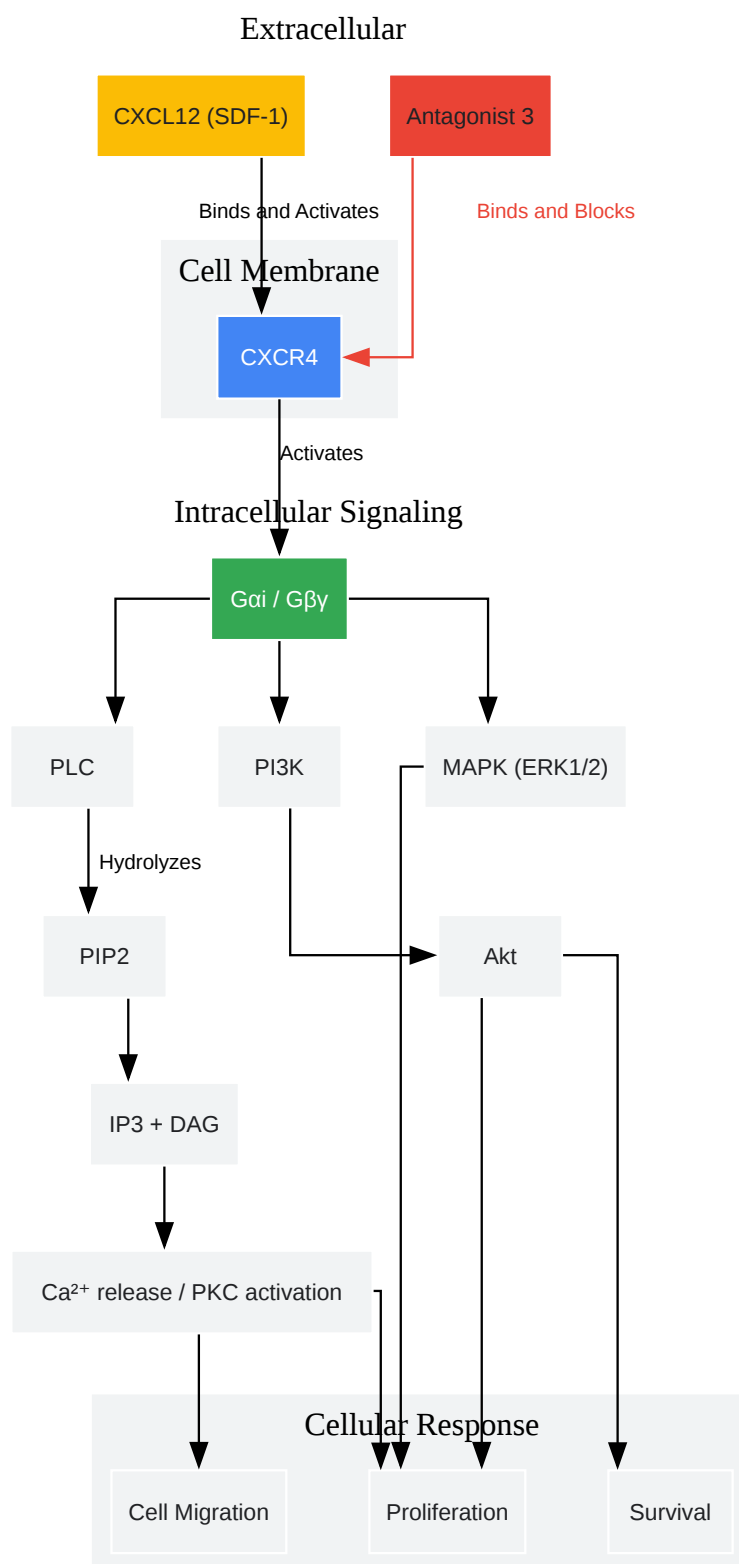 Extracellular
CXCL12 (SDF-1)
Antagonist 3
Binds and Activates
Binds and Blocks
Cell Membrane
CXCR4
Activates
Intracellular Signaling
Gαi / Gβγ
PLC
PI3K
MAPK (ERK1/2)
Hydrolyzes
PIP2
Akt
IP3 + DAG
Ca²⁺ release / PKC activation
Cellular Response
Cell Migration
Proliferation
Survival